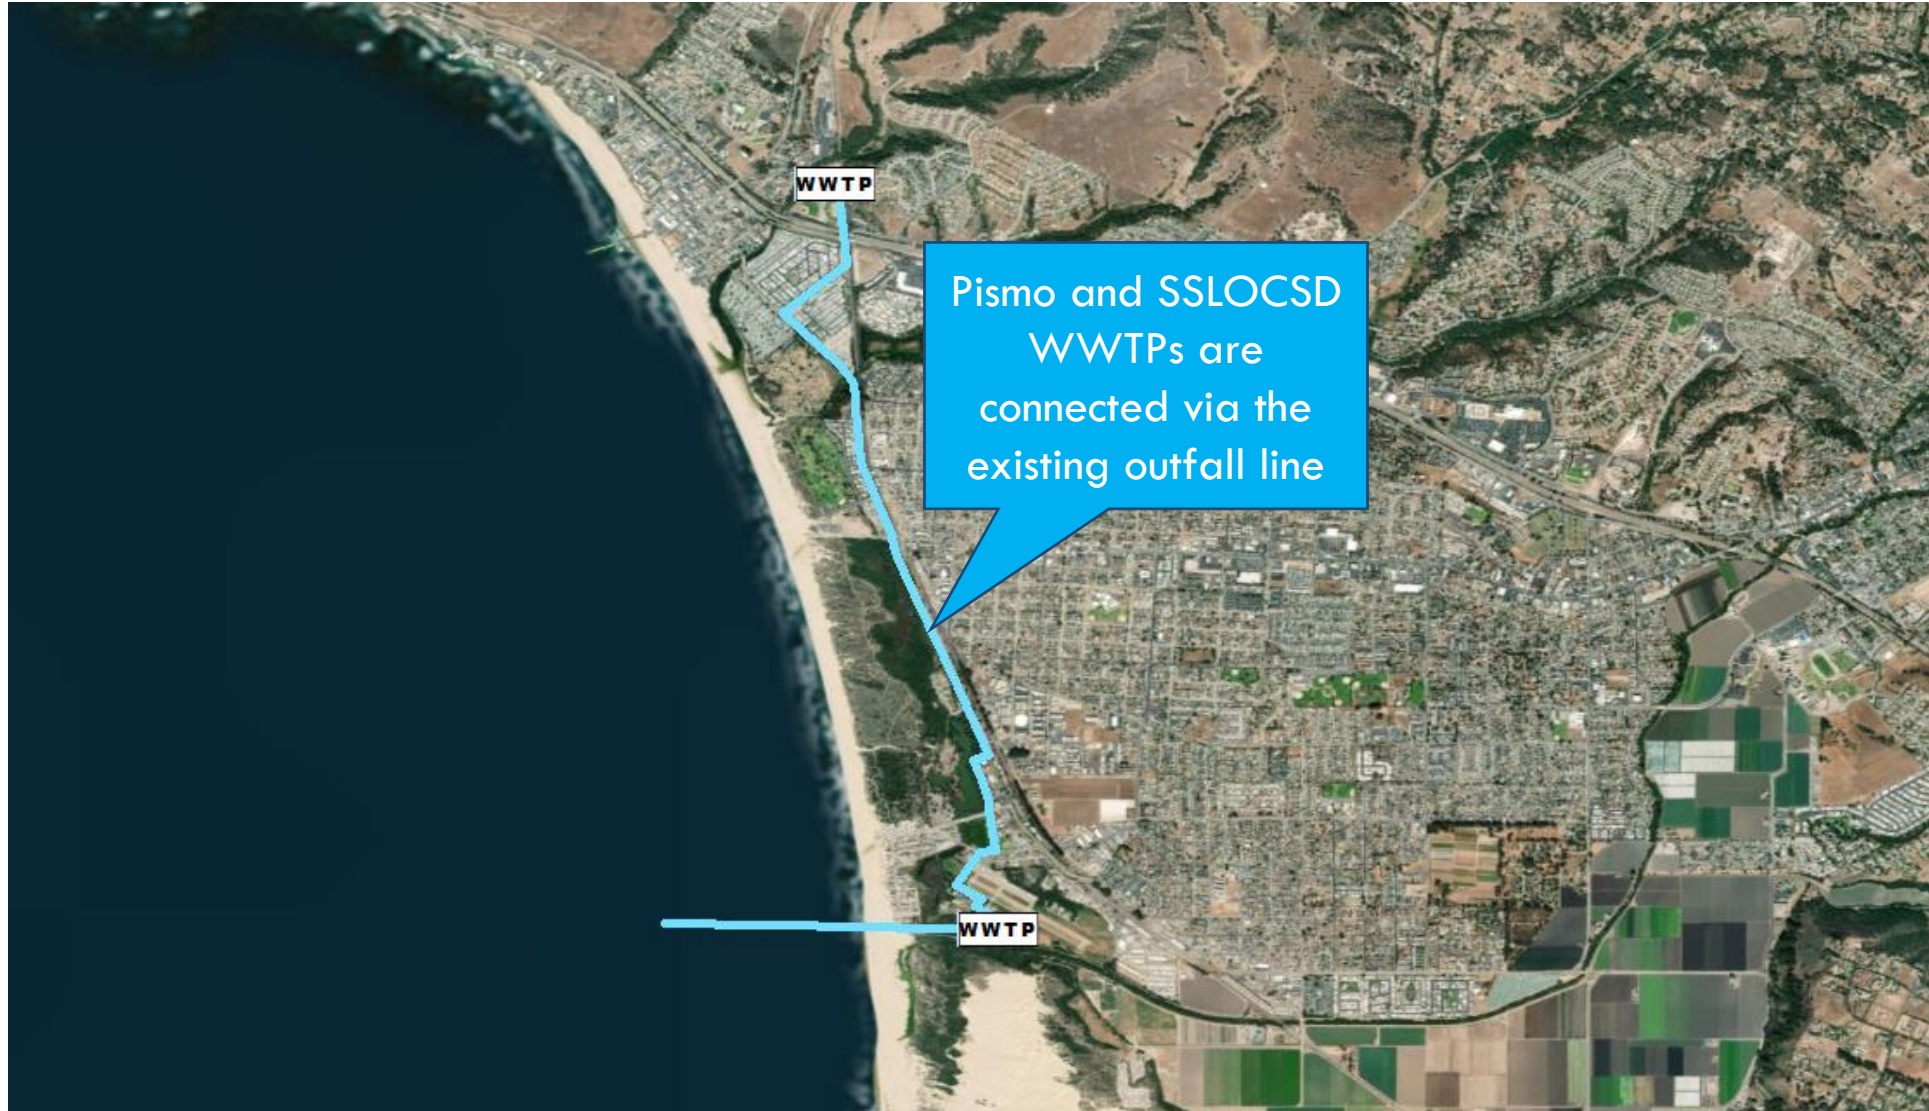 WWTP
Pismo and SSLOCSD
WWTPs are
connected via the
existing outfall line
WWTP